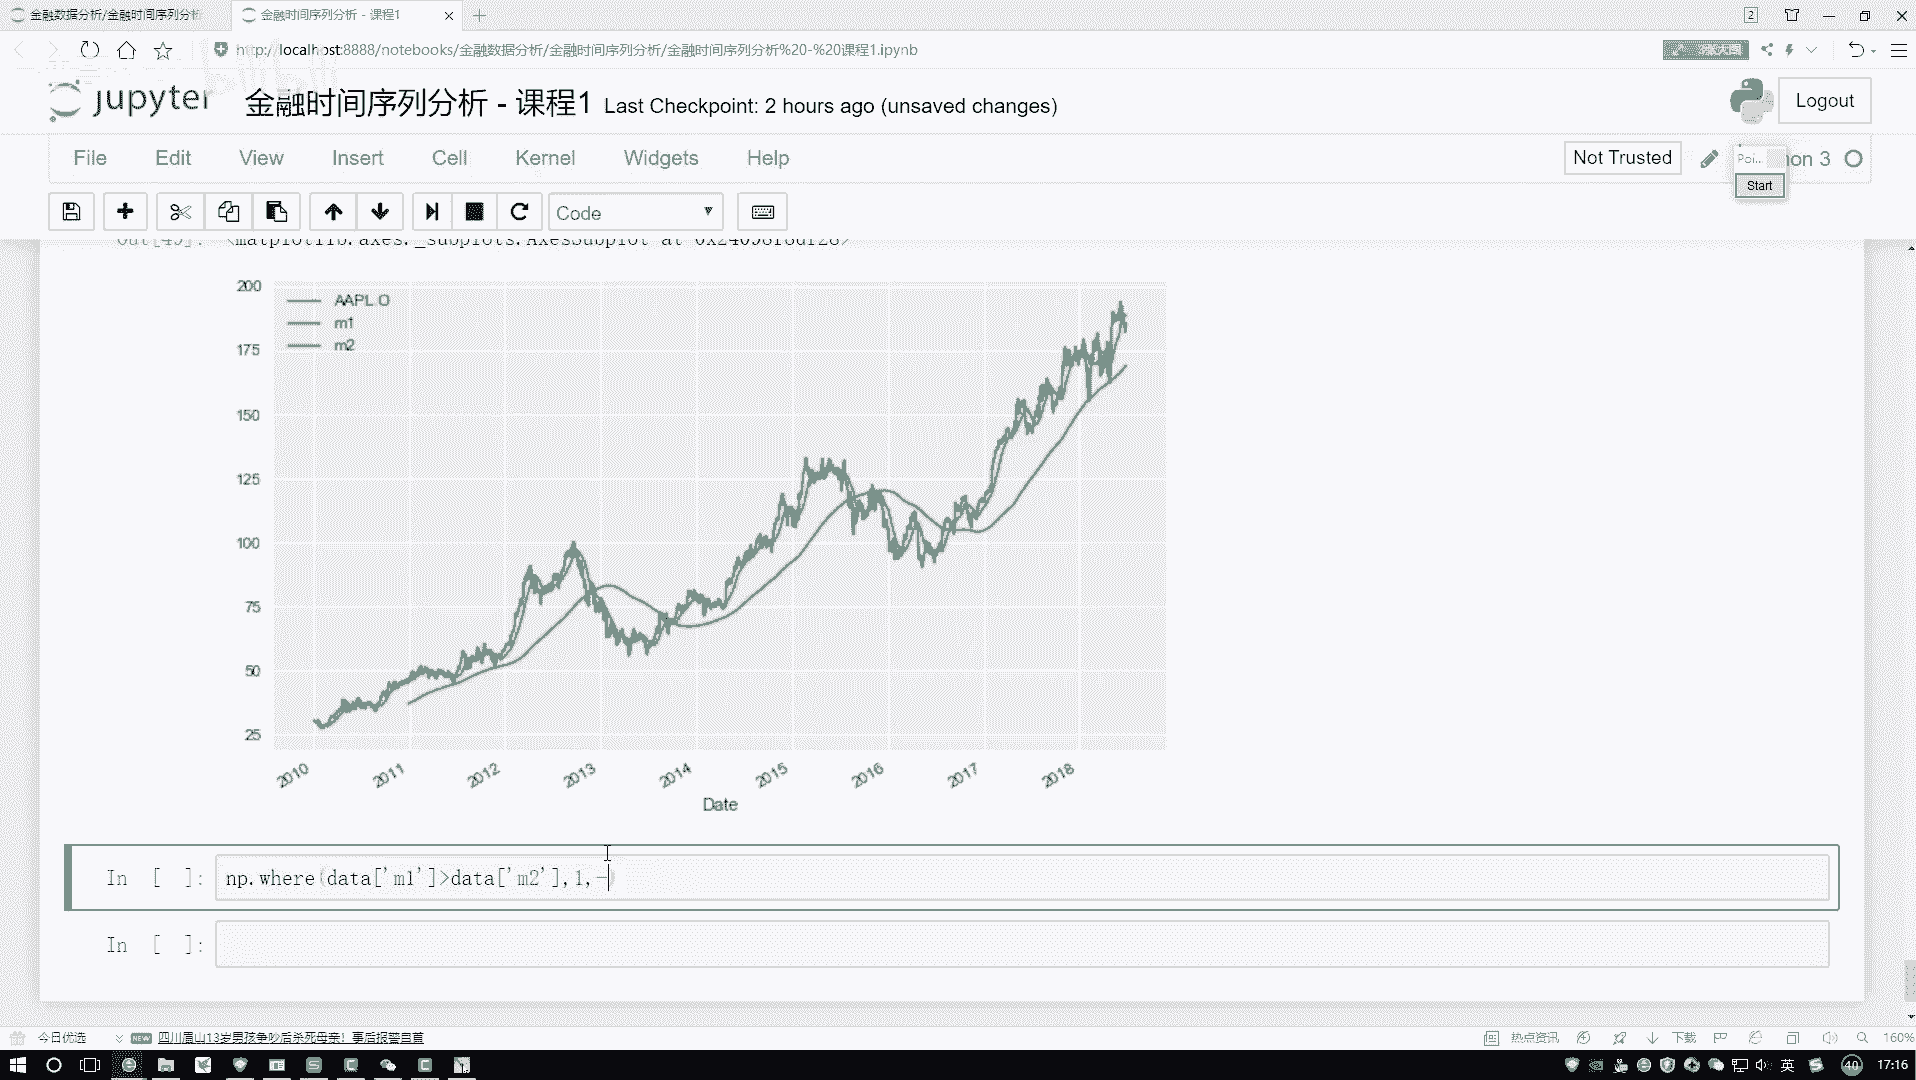 金融数据分析/金融时间序列分析 金融时间序列分析 - 课程1 2
http://localhost:8888/notebooks/金融数据分析/金融时间序列分析/金融时间序列分析%20-%20课程1.ipynb
jupyter 金融时间序列分析 - 课程1 Last Checkpoint: 2 hours ago (unsaved changes) Logout
File Edit View Insert Cell Kernel Widgets Help Not Trusted Poi... hon 3
Start
Code
<matplotlib.axes._subplots.AxesSubplot at
200
AAPL O
m1
175
m2
150
125
100
75
50
25
2010 2011 2012 2013 2014 2015 2016 2017 2018
Date
In [ ]: np.where(data['m1']>data['m2'],1,-)
In [ ]:
今日优选 NEW 四川眉山13岁男孩争吵后杀死母亲！事后报警自首 热点资讯 下载 160%
英 40 17:16